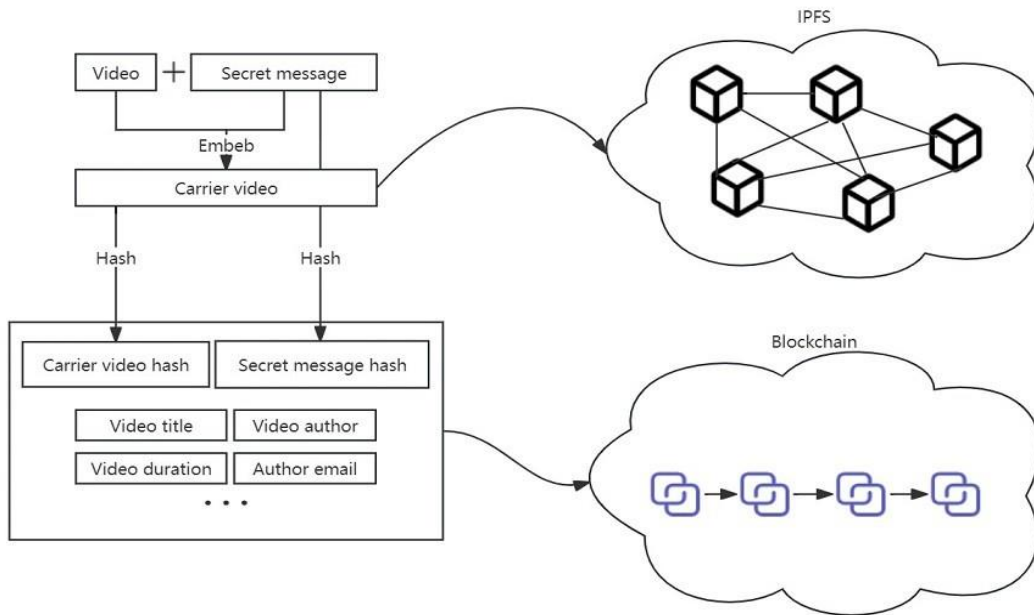 IPFS
Video + Secret message
Embeb
Carrier video
Hash Hash
Blockchain
Carrier video hash Secret message hash
Video title Video author
Video duration Author email
...